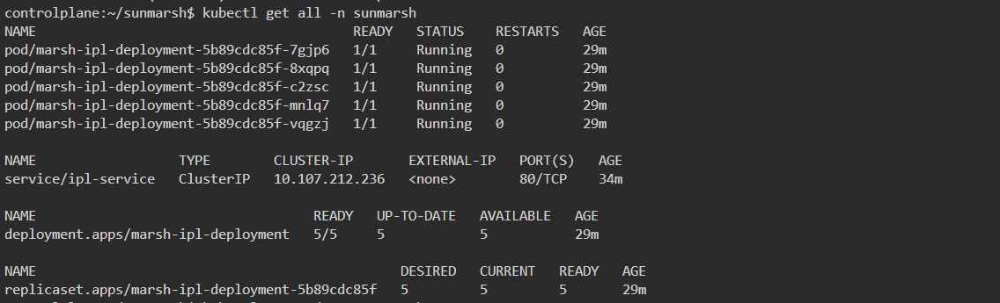 controlplane:~/sunmarsh$ kubectl get all -n sunmarsh
NAME READY STATUS RESTARTS AGE
pod/marsh-ipl-deployment-5b89cdc85f-7gjp6 1/1 Running 0 29m
pod/marsh-ipl-deployment-5b89cdc85f-8xqpq 1/1 Running 0 29m
pod/marsh-ipl-deployment-5b89cdc85f-c2zsc 1/1 Running 0 29m
pod/marsh-ipl-deployment-5b89cdc85f-mnlq7 1/1 Running 0 29m
pod/marsh-ipl-deployment-5b89cdc85f-vqgzj 1/1 Running 0 29m
NAME TYPE CLUSTER-IP EXTERNAL-IP PORT(S) AGE
service/ipl-service ClusterIP 10.107.212.236 <none> 80/TCP 34m
NAME READY UP-TO-DATE AVAILABLE AGE
deployment.apps/marsh-ipl-deployment 5/5 5 5 29m
NAME DESIRED CURRENT READY AGE
replicaset.apps/marsh-ipl-deployment-5b89cdc85f 5 5 5 29m